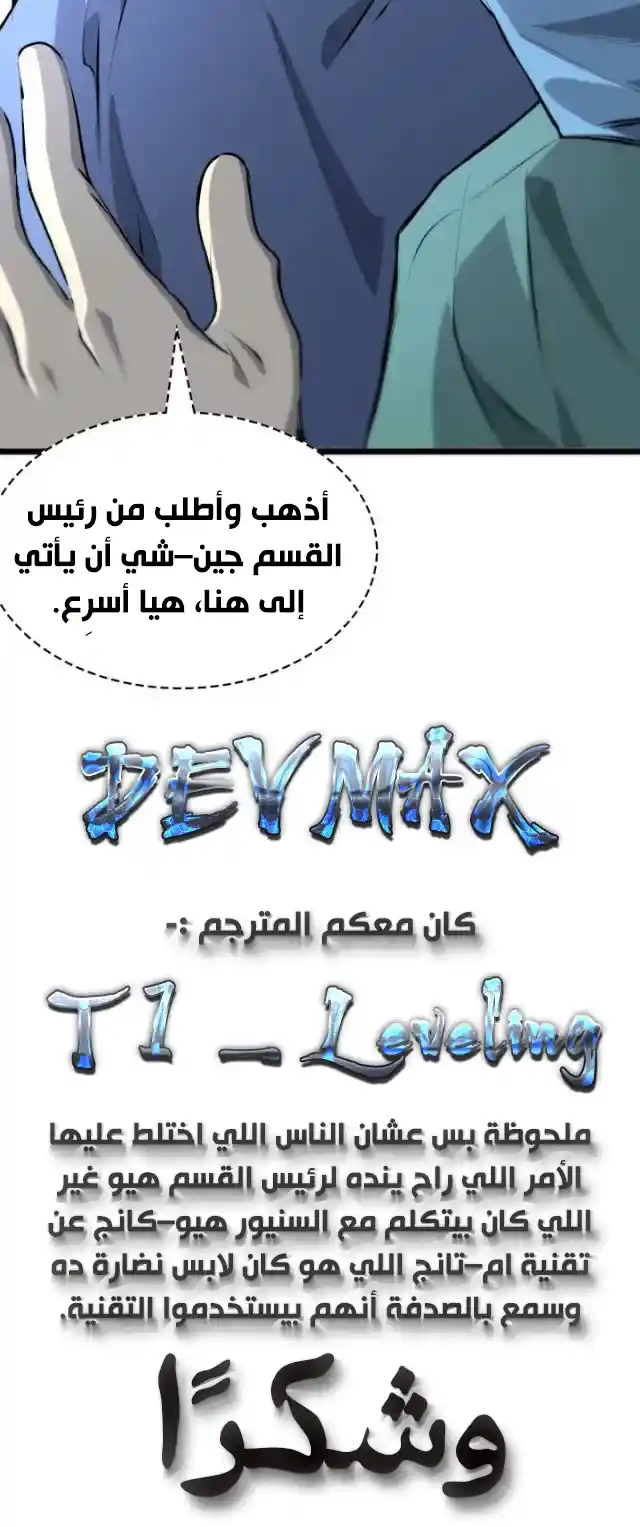 أذهب وأطلب من رئيس
القسم جين-شي أن يأتي
إلى هنا، هيا أسرِع.
DEVMAX
كان معكم المترجم :-
T1 _ Leveling
ملحوظة بس عشان الناس اللي اختلط عليها
الأمر اللي راح ينده لرئيس القسم هيو غير
اللي كان بيتكلم مع السنيور هيو-كانج عن
تقنية ام-تانج اللي هو كان لابس نضارة ده
وسمع بالصدفة أنهم بيستخدموا التقنية.
وشكرًا